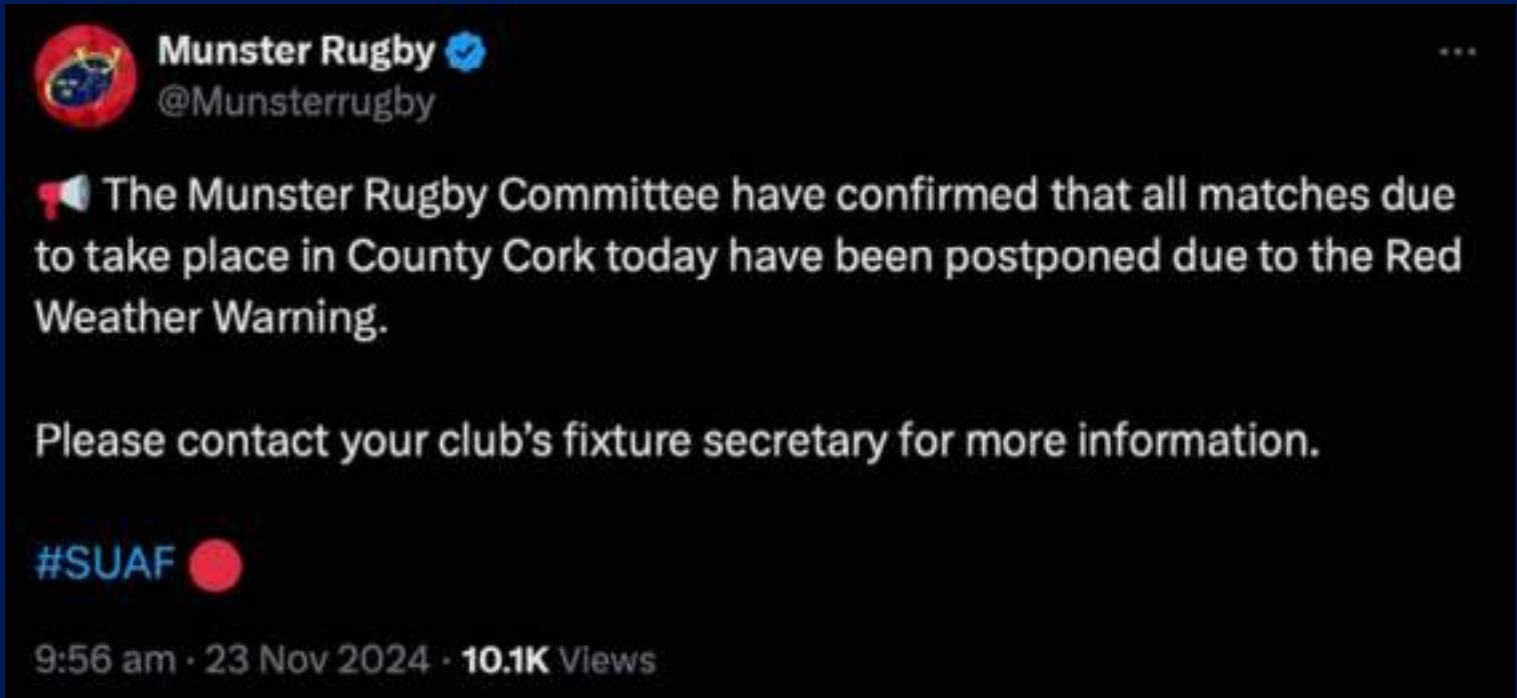 Munster Rugby
@Munsterrugby
The Munster Rugby Committee have confirmed that all matches due
to take place in County Cork today have been postponed due to the Red
Weather Warning.
Please contact your club's fixture secretary for more information.
#SUAF
9:56 am · 23 Nov 2024 · 10.1K Views